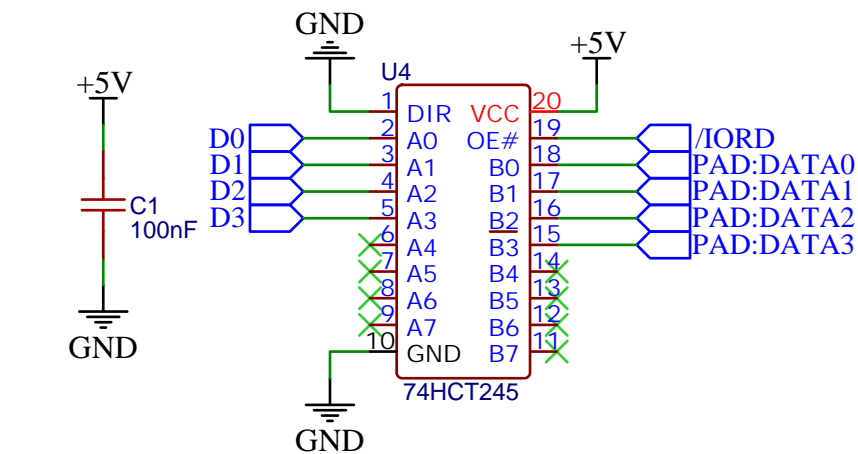 GND
+5V
U4
+5V
1 DIR VCC 20
D0 2 A0 OE# 19 /IORD
D1 3 A1 B0 18 PAD:DATA0
D2 4 A2 B1 17 PAD:DATA1
D3 5 A3 B2 16 PAD:DATA2
6 A4 B3 15 PAD:DATA3
7 A5 B4 14
8 A6 B5 13
9 A7 B6 12
10 GND B7 11
C1
100nF
GND
74HCT245
GND